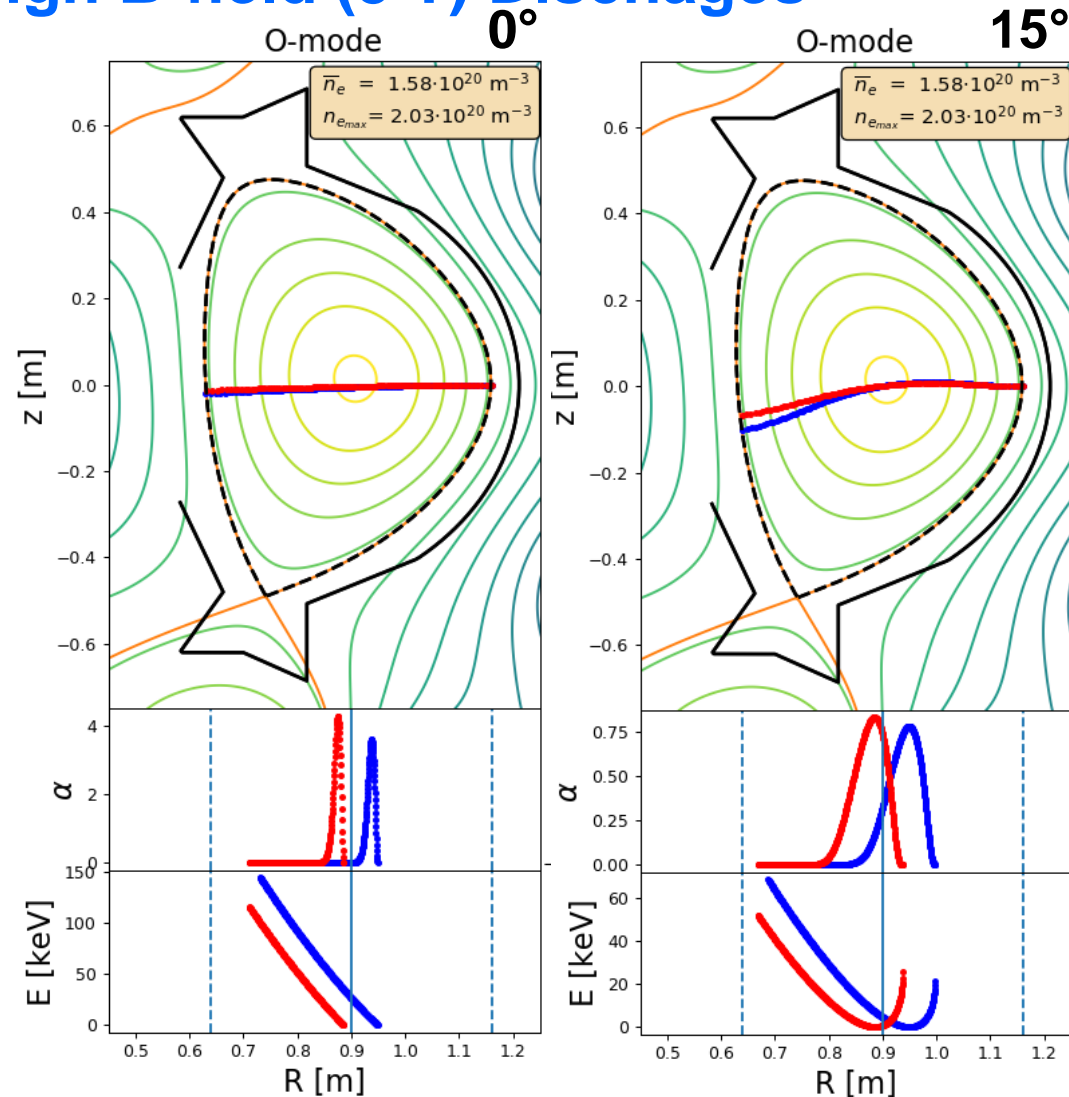 0°
15°
O-mode
O-mode
n̅ₑ = 1.58·10²⁰ m⁻³
nₑₘₐₓ = 2.03·10²⁰ m⁻³
n̅ₑ = 1.58·10²⁰ m⁻³
nₑₘₐₓ = 2.03·10²⁰ m⁻³
z [m]
0.6
0.4
0.2
0.0
−0.2
−0.4
−0.6
z [m]
0.6
0.4
0.2
0.0
−0.2
−0.4
−0.6
α
4
2
0
α
0.75
0.50
0.25
0.00
E [keV]
150
100
50
0
E [keV]
60
40
20
0
0.5 0.6 0.7 0.8 0.9 1.0 1.1 1.2
R [m]
0.5 0.6 0.7 0.8 0.9 1.0 1.1 1.2
R [m]